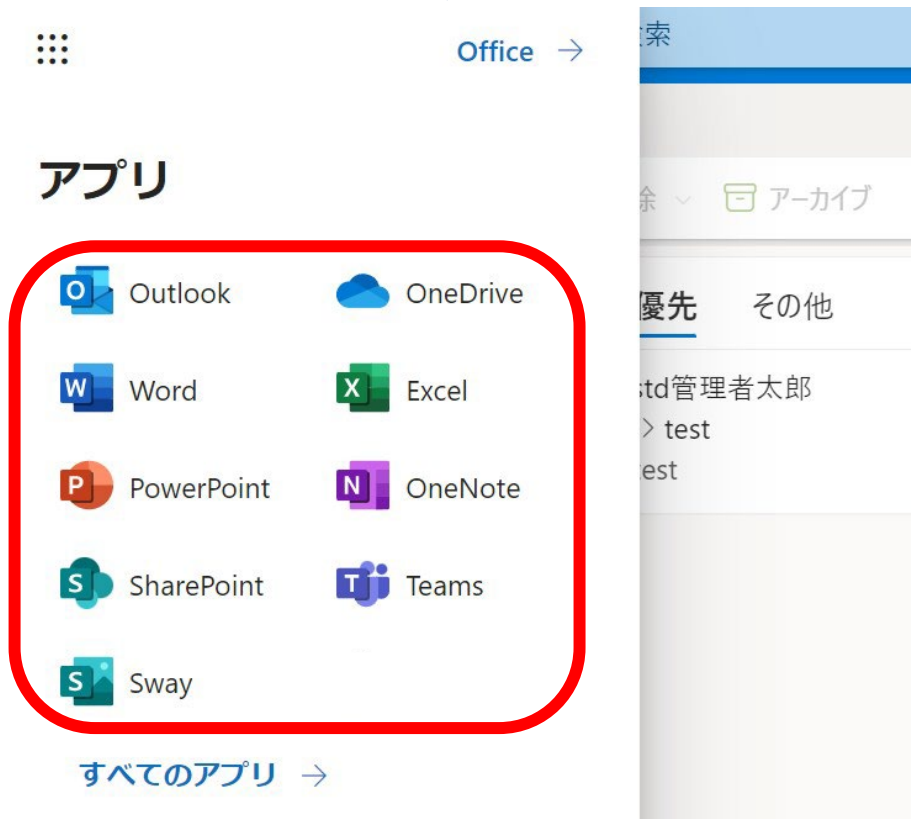 Office →
アプリ
Outlook OneDrive
Word Excel
PowerPoint OneNote
SharePoint Teams
Sway
すべてのアプリ →
索
アーカイブ
優先 その他
std管理者太郎
> test
test